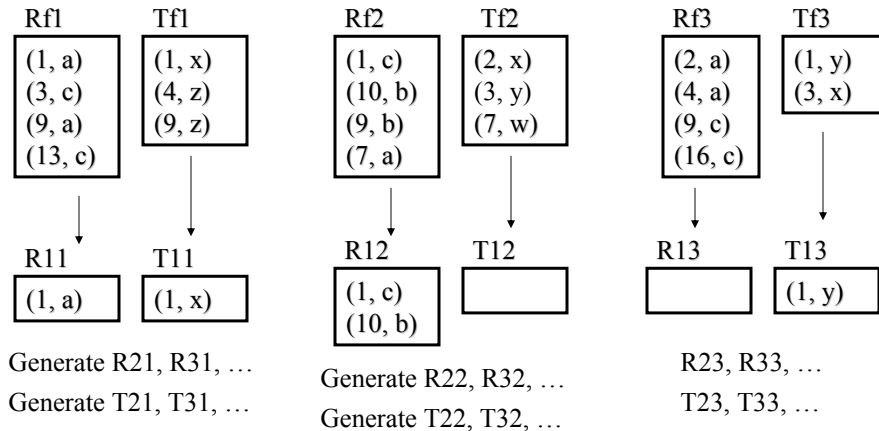 Rf1 Tf1 Rf2 Tf2 Rf3 Tf3
(1, a) (1, x) (1, c) (2, x) (2, a) (1, y)
(3, c) (4, z) (10, b) (3, y) (4, a) (3, x)
(9, a) (9, z) (9, b) (7, w) (9, c)
(13, c) (7, a) (16, c)
R11 T11 R12 T12 R13 T13
(1, a) (1, x) (1, c) (1, y)
(10, b)
Generate R21, R31, … Generate R22, R32, … R23, R33, …
Generate T21, T31, … Generate T22, T32, … T23, T33, …